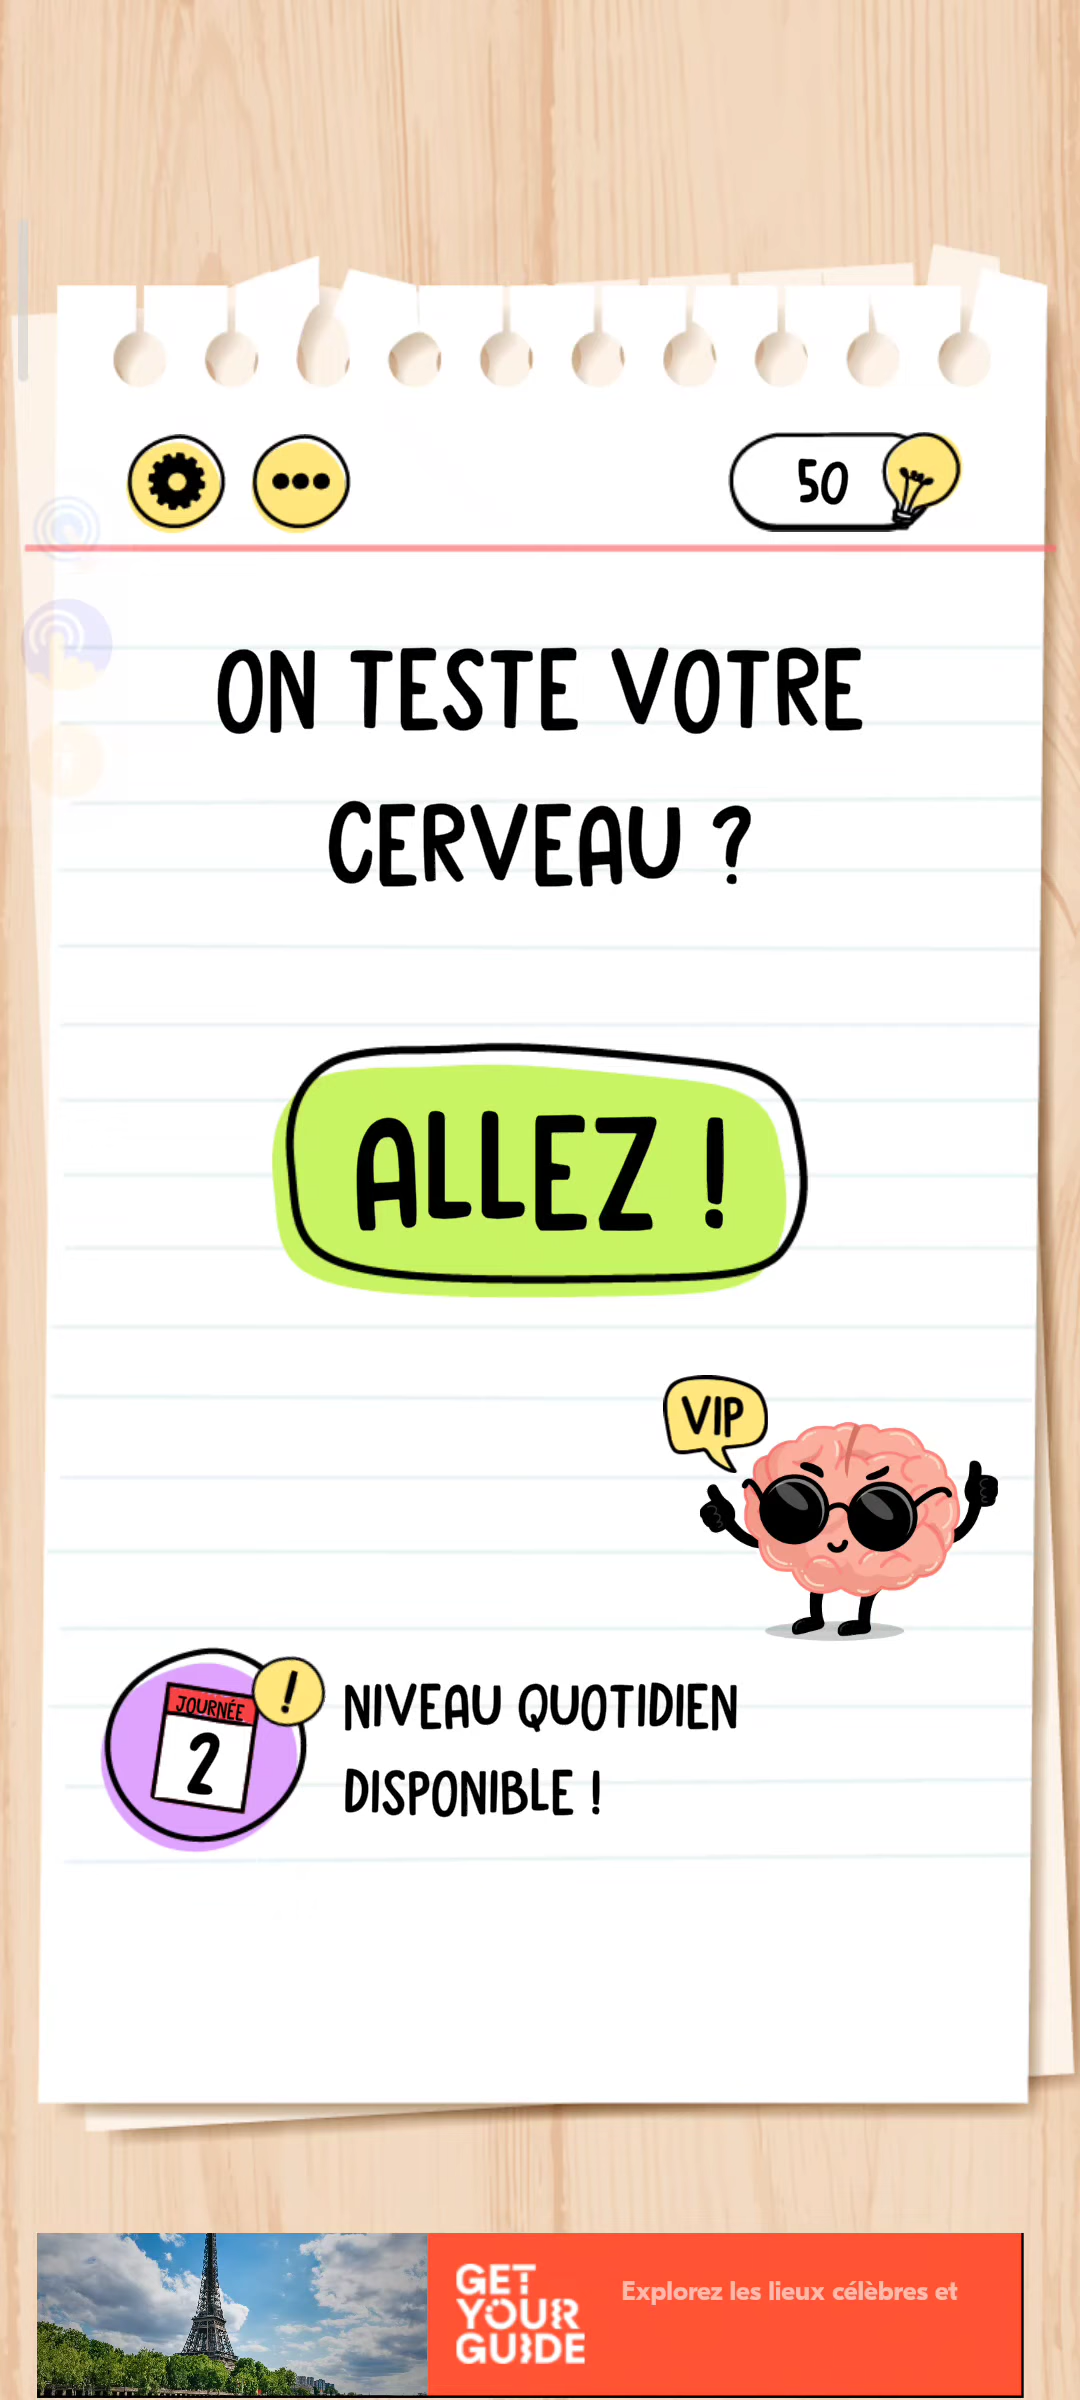 50
ON TESTE VOTRE
CERVEAU ?
ALLEZ !
VIP
JOURNÉE
2
!
NIVEAU QUOTIDIEN
DISPONIBLE !
GET
YOUR
GUIDE
Explorez les lieux célèbres et